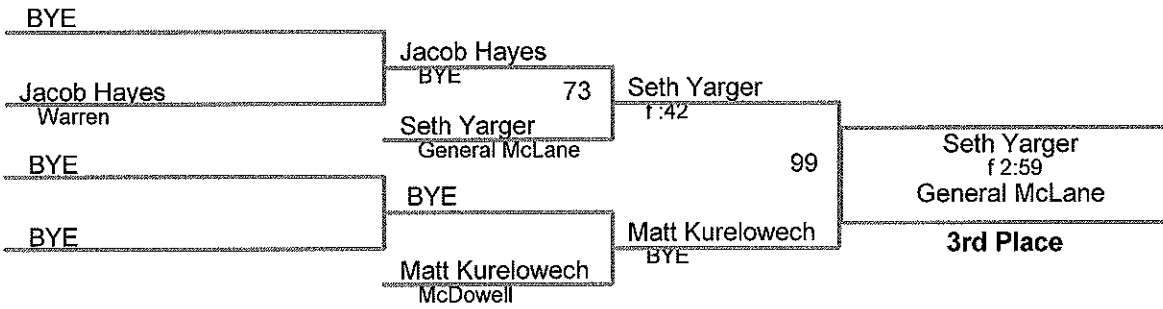 BYE
Jacob Hayes
Warren
BYE
BYE
Jacob Hayes
BYE
73
Seth Yarger
General McLane
BYE
Matt Kurelowech
McDowell
Seth Yarger
f :42
99
Matt Kurelowech
BYE
Seth Yarger
f 2:59
General McLane
3rd Place